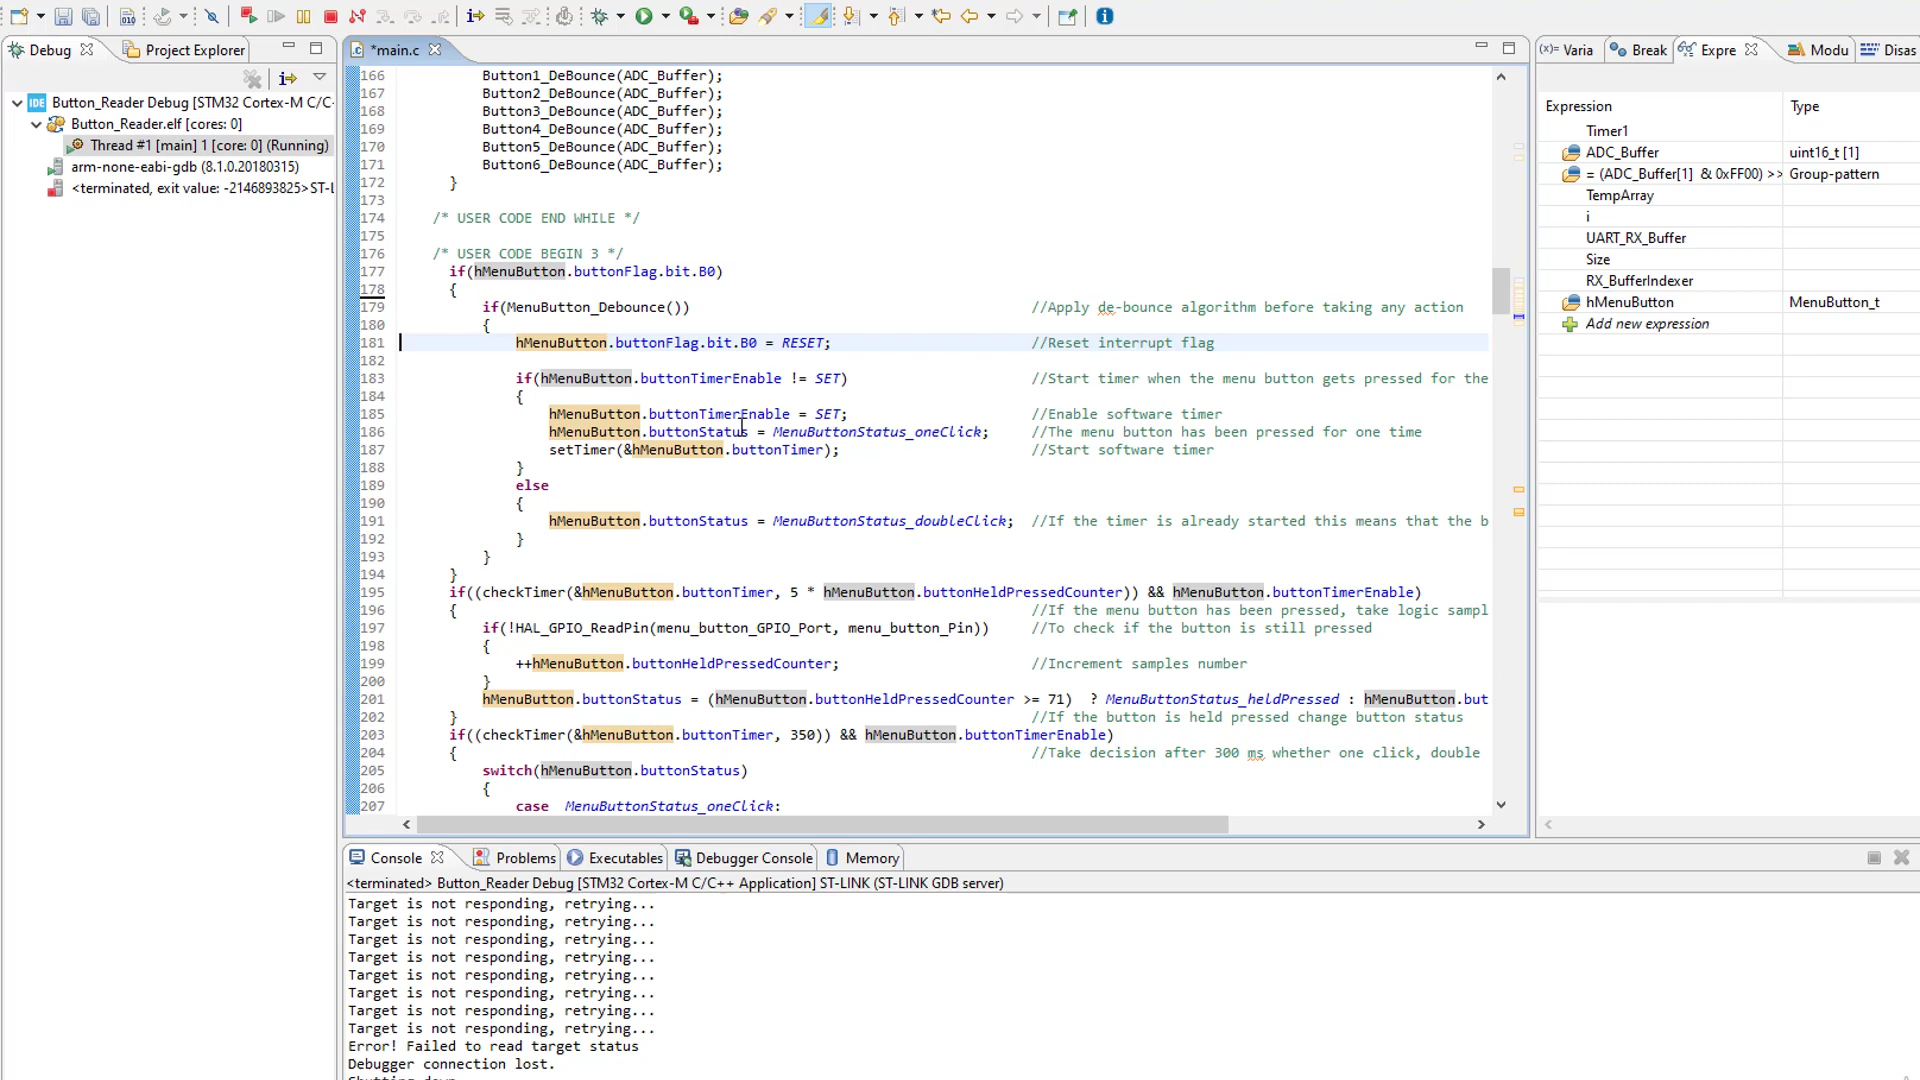 Debug
Project Explorer
Button_Reader Debug [STM32 Cortex-M C/C-
Button_Reader.elf [cores: 0]
Thread #1 [main] 1 [core: 0] (Running)
arm-none-eabi-gdb (8.1.0.20180315)
<terminated, exit value: -2146893825>ST-L
*main.c
166 Button1_DeBounce(ADC_Buffer);
167 Button2_DeBounce(ADC_Buffer);
168 Button3_DeBounce(ADC_Buffer);
169 Button4_DeBounce(ADC_Buffer);
170 Button5_DeBounce(ADC_Buffer);
171 Button6_DeBounce(ADC_Buffer);
172 }
173
174 /* USER CODE END WHILE */
175
176 /* USER CODE BEGIN 3 */
177 if(hMenuButton.buttonFlag.bit.B0)
178 {
179 if(MenuButton_Debounce()) //Apply de-bounce algorithm before taking any action
180 {
181 hMenuButton.buttonFlag.bit.B0 = RESET; //Reset interrupt flag
182
183 if(hMenuButton.buttonTimerEnable != SET) //Start timer when the menu button gets pressed for the
184 {
185 hMenuButton.buttonTimerEnable = SET; //Enable software timer
186 hMenuButton.buttonStatus = MenuButtonStatus_oneClick; //The menu button has been pressed for one time
187 setTimer(&hMenuButton.buttonTimer); //Start software timer
188 }
189 else
190 {
191 hMenuButton.buttonStatus = MenuButtonStatus_doubleClick; //If the timer is already started this means that the b
192 }
193 }
194 }
195 if((checkTimer(&hMenuButton.buttonTimer, 5 * hMenuButton.buttonHeldPressedCounter)) && hMenuButton.buttonTimerEnable)
196 { //If the menu button has been pressed, take logic sampl
197 if(!HAL_GPIO_ReadPin(menu_button_GPIO_Port, menu_button_Pin)) //To check if the button is still pressed
198 {
199 ++hMenuButton.buttonHeldPressedCounter; //Increment samples number
200 }
201 hMenuButton.buttonStatus = (hMenuButton.buttonHeldPressedCounter >= 71) ? MenuButtonStatus_heldPressed : hMenuButton.but
202 } //If the button is held pressed change button status
203 if((checkTimer(&hMenuButton.buttonTimer, 350)) && hMenuButton.buttonTimerEnable)
204 { //Take decision after 300 ms whether one click, double
205 switch(hMenuButton.buttonStatus)
206 {
207 case MenuButtonStatus_oneClick:
(x)= Varia
Break
Expre
Modu
Disas
Expression Type
Timer1
ADC_Buffer uint16_t [1]
= (ADC_Buffer[1] & 0xFF00) >> Group-pattern
TempArray
i
UART_RX_Buffer
Size
RX_BufferIndexer
hMenuButton MenuButton_t
Add new expression
Console
Problems
Executables
Debugger Console
Memory
<terminated> Button_Reader Debug [STM32 Cortex-M C/C++ Application] ST-LINK (ST-LINK GDB server)
Target is not responding, retrying...
Target is not responding, retrying...
Target is not responding, retrying...
Target is not responding, retrying...
Target is not responding, retrying...
Target is not responding, retrying...
Target is not responding, retrying...
Target is not responding, retrying...
Error! Failed to read target status
Debugger connection lost.
Shutting down